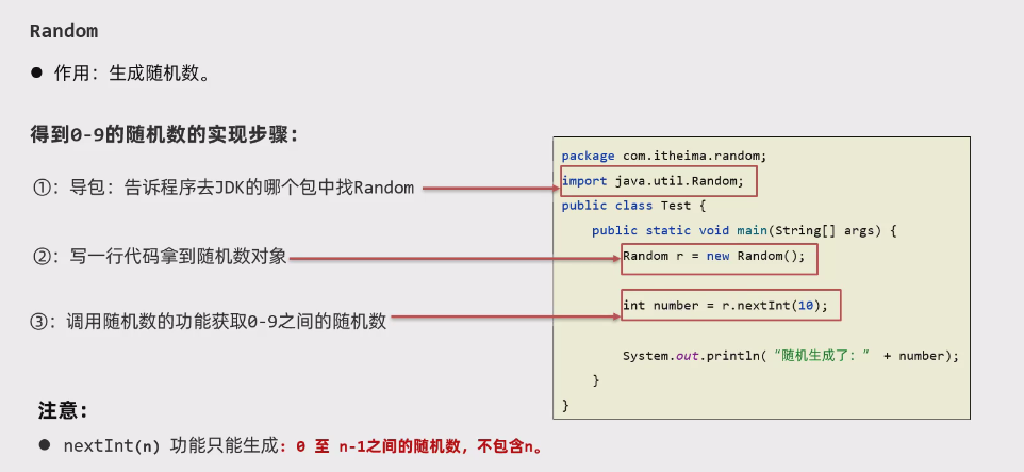 Random
● 作用：生成随机数。
得到0-9的随机数的实现步骤：
①：导包：告诉程序去JDK的哪个包中找Random
②：写一行代码拿到随机数对象
③：调用随机数的功能获取0-9之间的随机数
package com.itheima.random;
import java.util.Random;
public class Test {
public static void main(String[] args) {
Random r = new Random();
int number = r.nextInt(10);
System.out.println( “随机生成了：” + number);
}
}
注意：
● nextInt(n) 功能只能生成：0 至 n-1之间的随机数，不包含n。